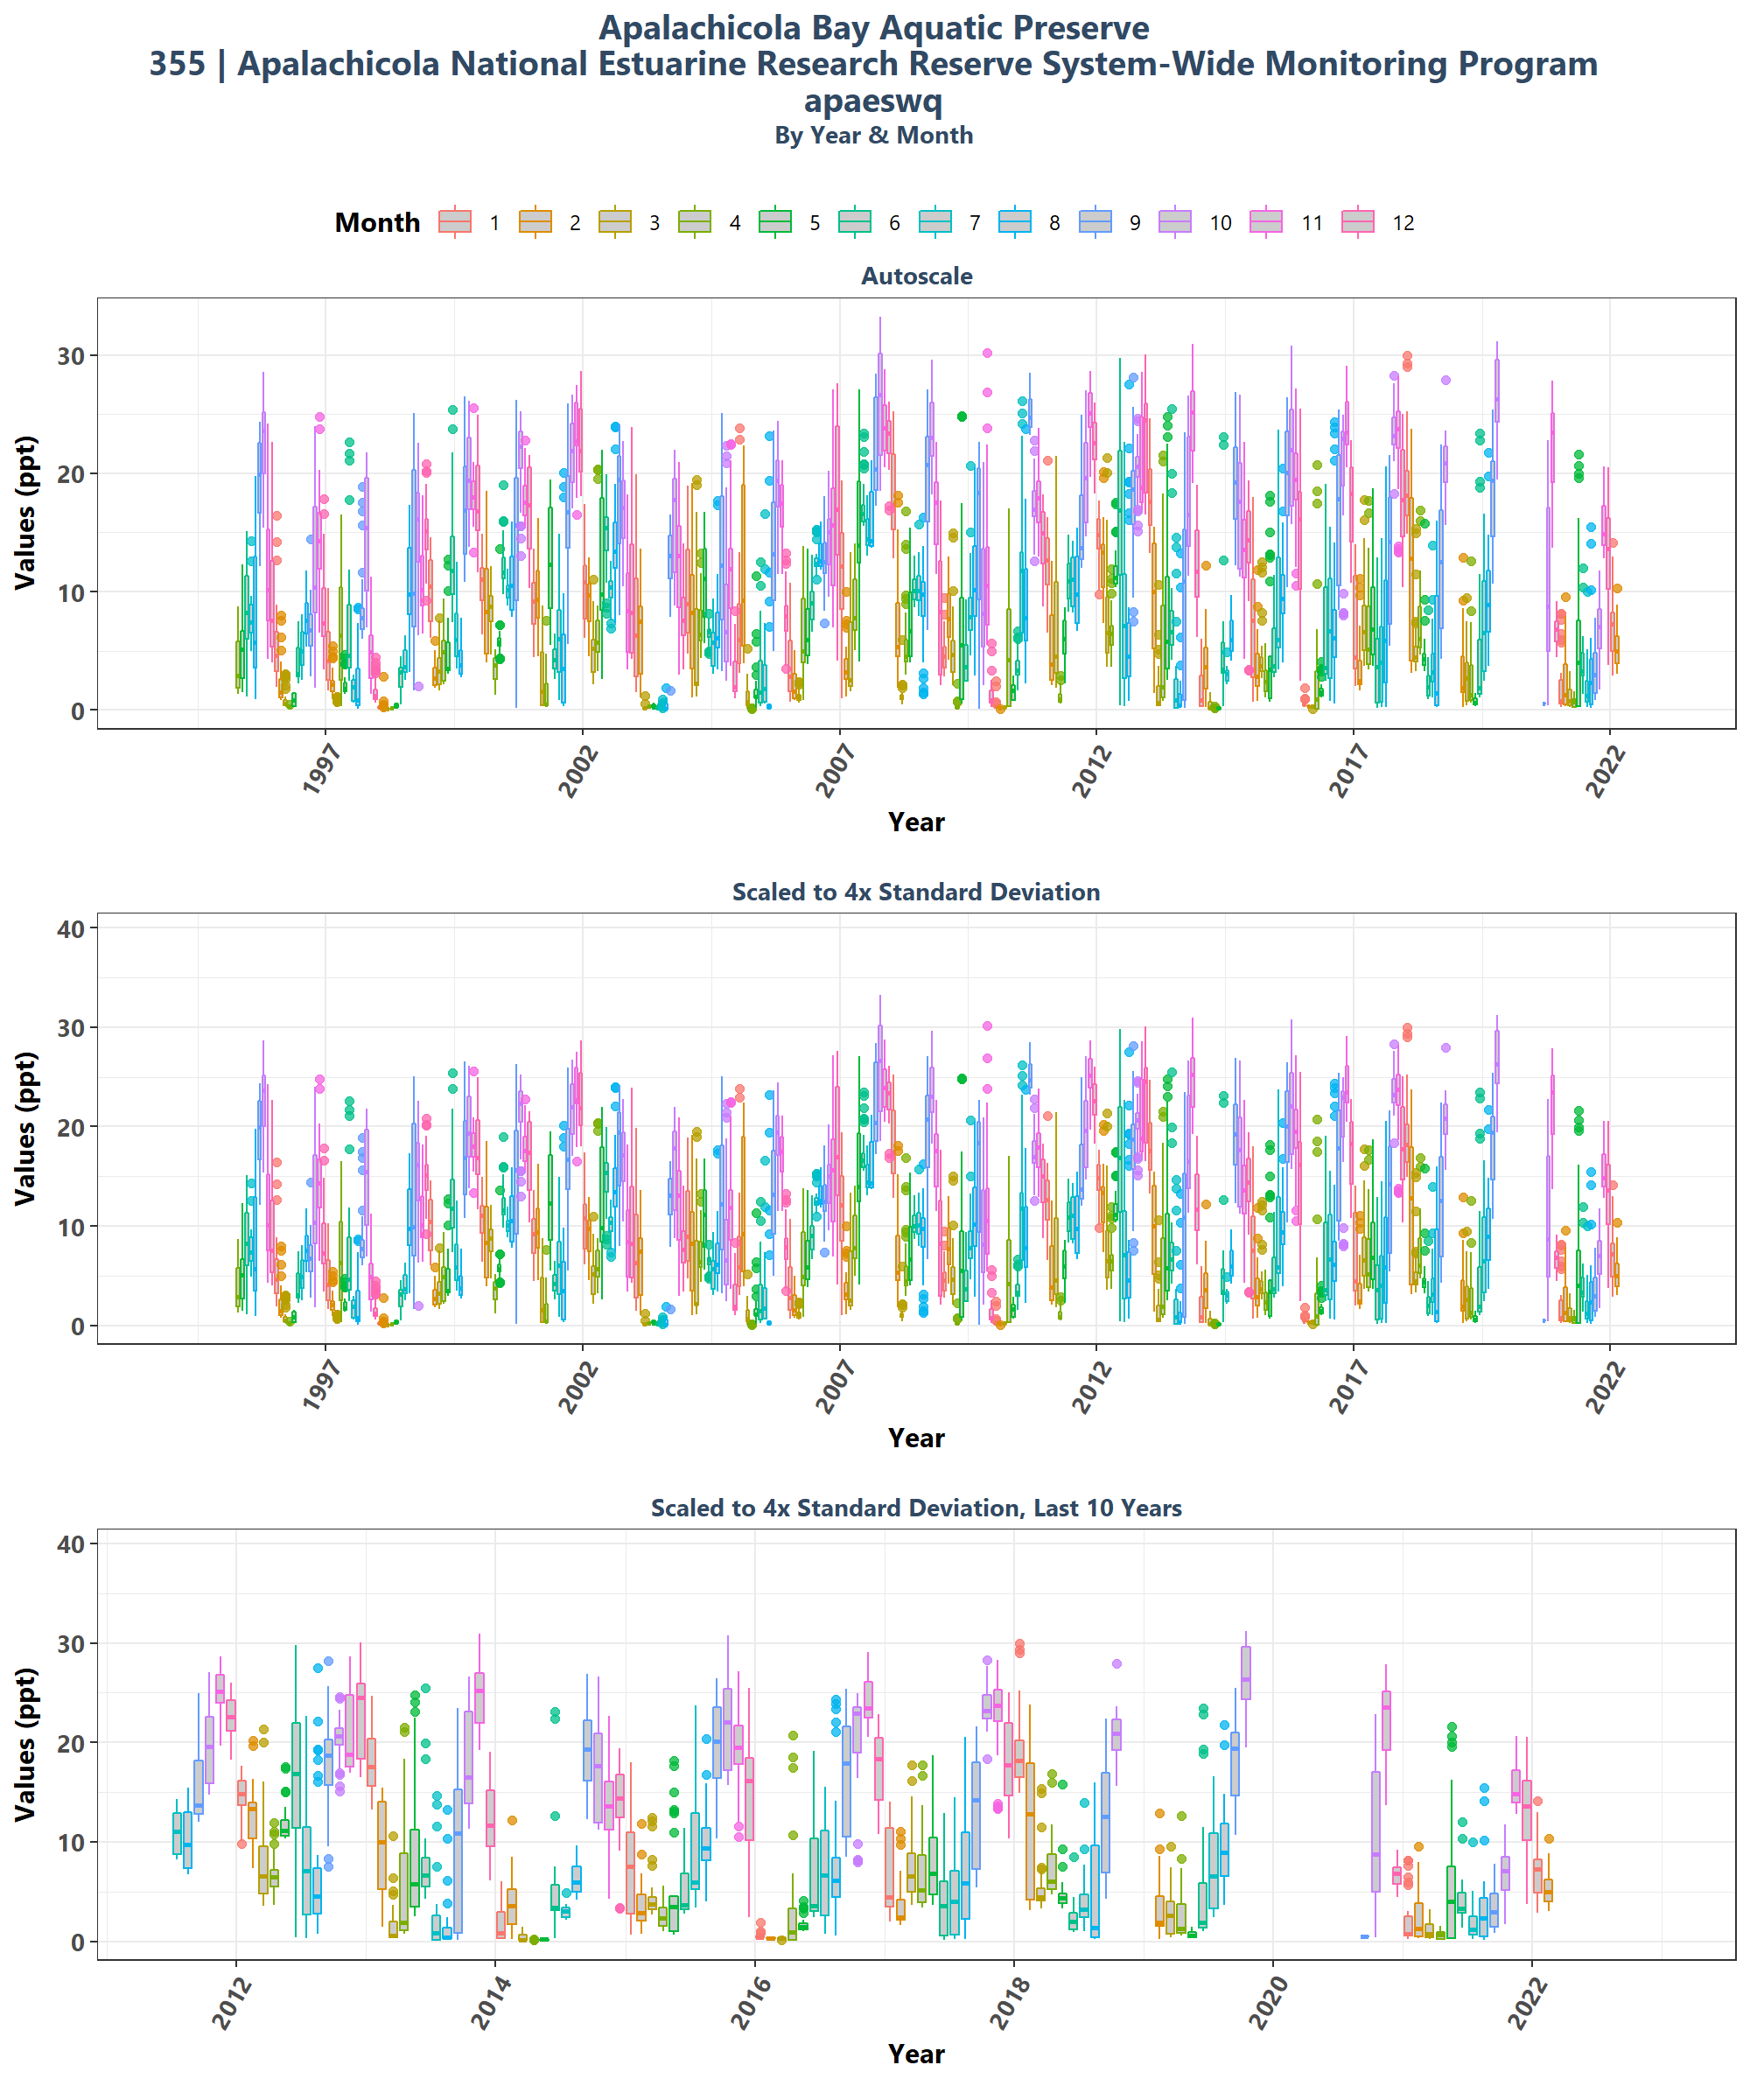 Apalachicola Bay Aquatic Preserve
355 | Apalachicola National Estuarine Research Reserve System-Wide Monitoring Program
apaeswq
By Year & Month
Month 1 2 3 4 5 6 7 8 9 10 11 12
Autoscale
Values (ppt)
30
20
10
0
1997 2002 2007 2012 2017 2022
Year
Scaled to 4x Standard Deviation
Values (ppt)
40
30
20
10
0
1997 2002 2007 2012 2017 2022
Year
Scaled to 4x Standard Deviation, Last 10 Years
Values (ppt)
40
30
20
10
0
2012 2014 2016 2018 2020 2022
Year